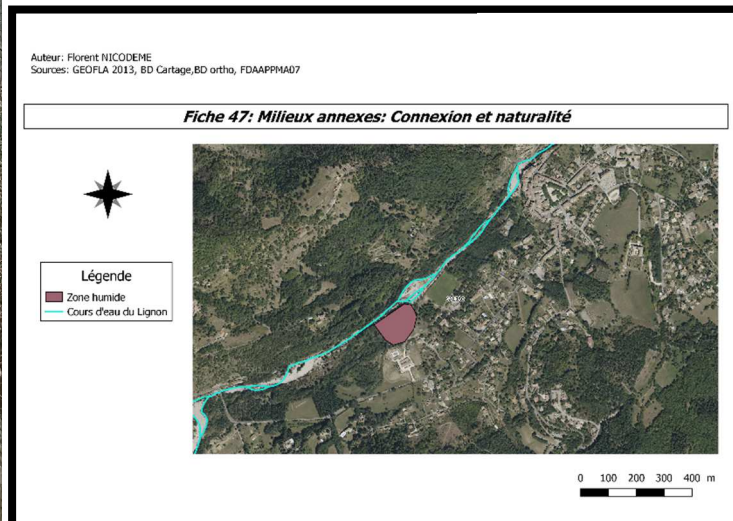 Auteur: Florent NICODEME
Sources: GEOFLA 2013, BD Cartage,BD ortho, FDAAPPMA07
Fiche 47: Milieux annexes: Connexion et naturalité
Légende
Zone humide
Cours d'eau du Lignon
0 100 200 300 400 m